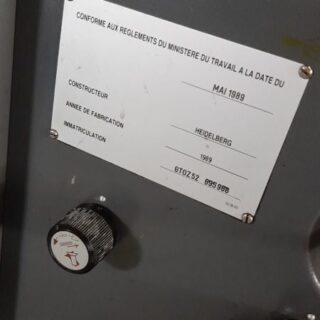 CONFORME AUX REGLEMENTS DU MINISTERE DU TRAVAIL A LA DATE DU
MAI 1989
CONSTRUCTEUR HEIDELBERG
ANNEE DE FABRICATION 1989
IMMATRICULATION GTOZ52